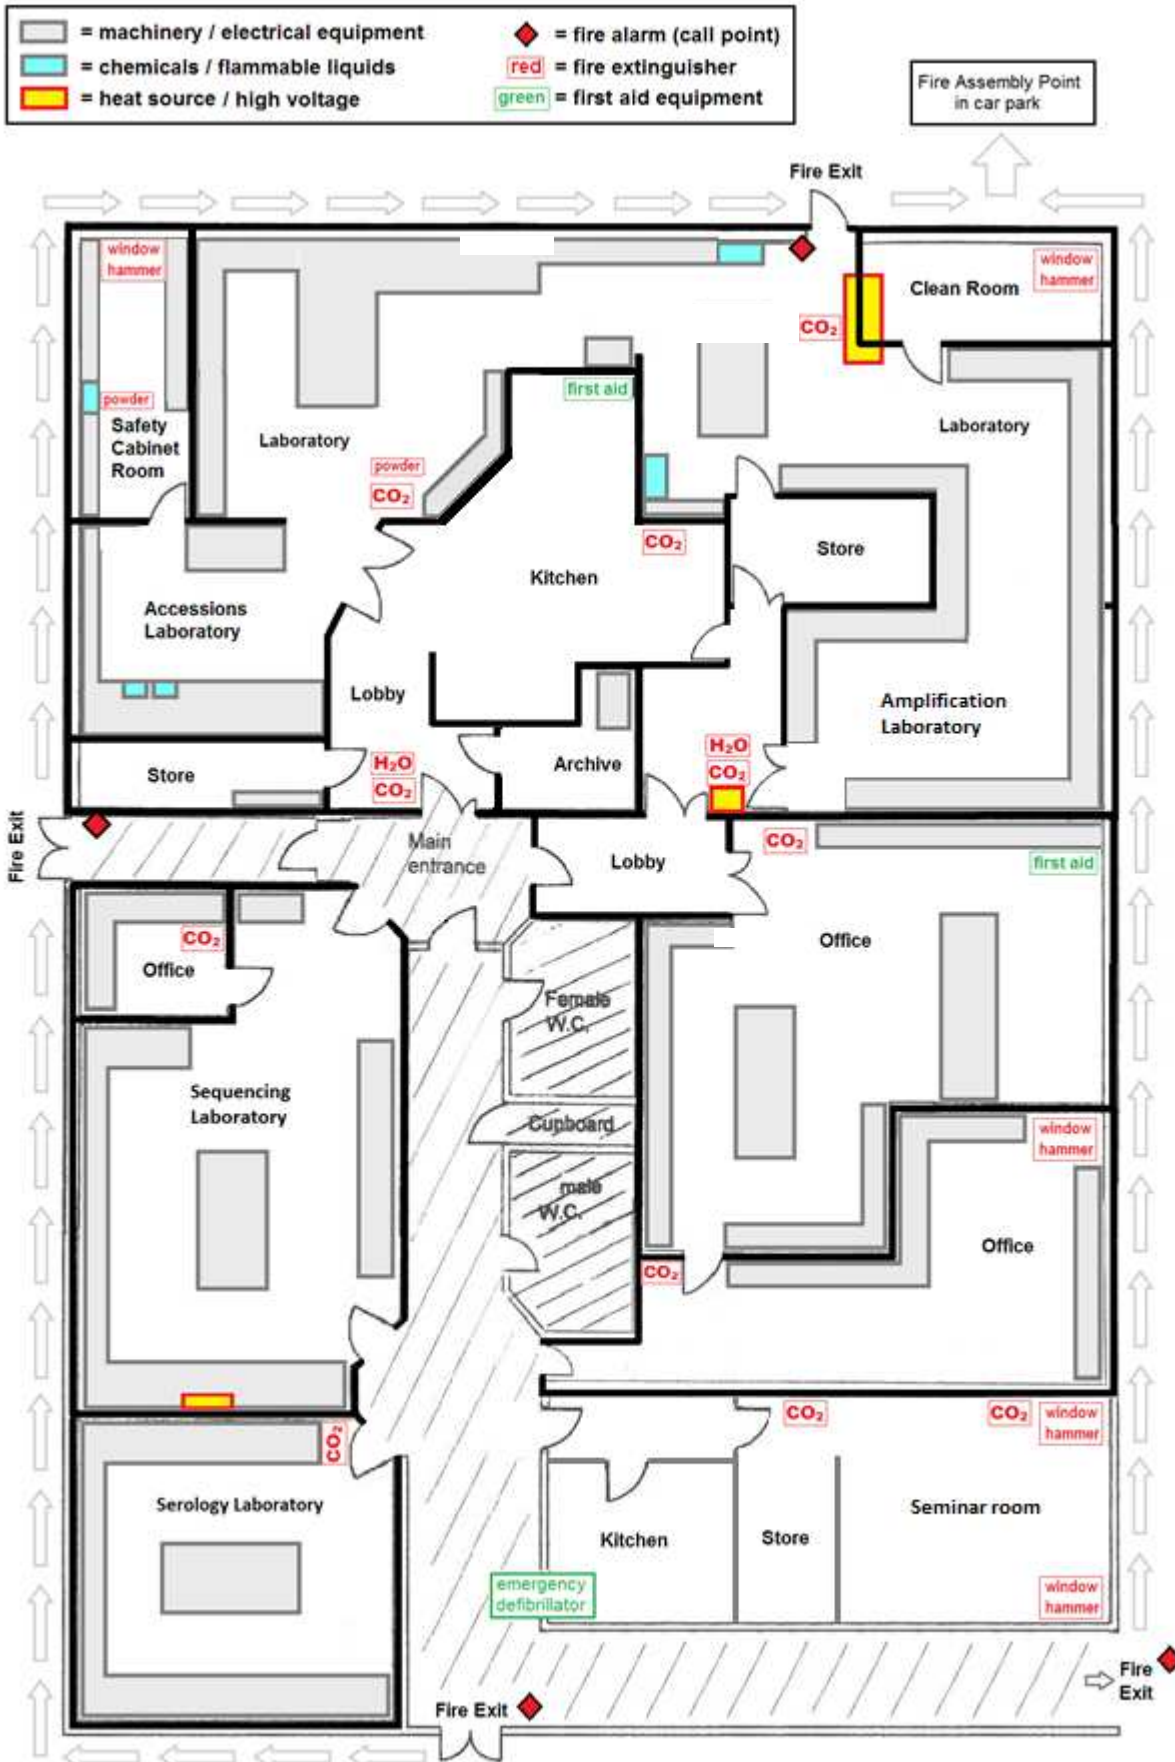 = machinery / electrical equipment
= chemicals / flammable liquids
= heat source / high voltage
= fire alarm (call point)
red = fire extinguisher
green = first aid equipment
Fire Assembly Point
in car park
Fire Exit
window
hammer
window
hammer
Clean Room
CO₂
first aid
powder
Safety
Cabinet
Room
Laboratory
Laboratory
powder
CO₂
CO₂
Store
Kitchen
Accessions
Laboratory
Lobby
Amplification
Laboratory
H₂O
CO₂
H₂O
CO₂
Archive
Store
Fire Exit
Main
entrance
Lobby
CO₂
first aid
CO₂
Office
Office
Female
W.C.
Sequencing
Laboratory
Cupboard
window
hammer
male
W.C.
Office
CO₂
CO₂
CO₂
CO₂
window
hammer
Serology Laboratory
Seminar room
Kitchen
Store
emergency
defibrillator
window
hammer
Fire
Exit
Fire Exit